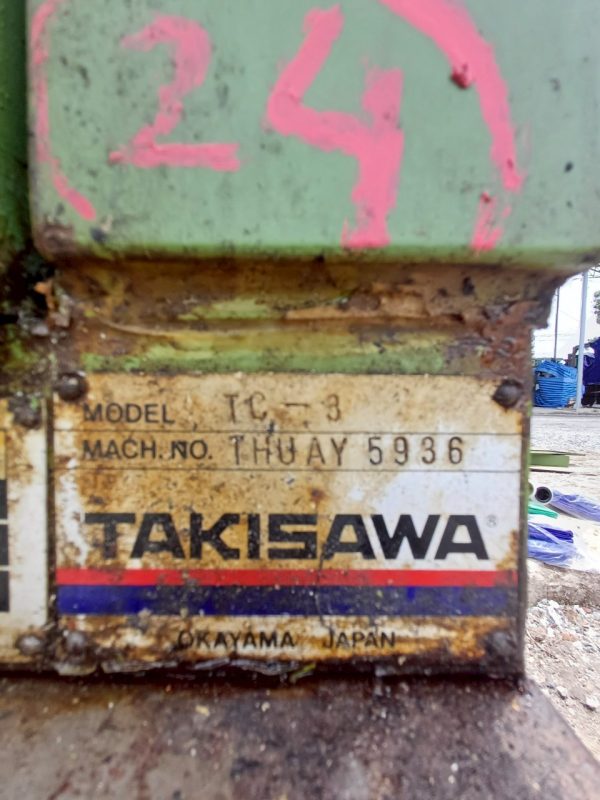 (24)
MODEL TC-3
MACH. NO. THUAY 5936
TAKISAWA®
OKAYAMA JAPAN